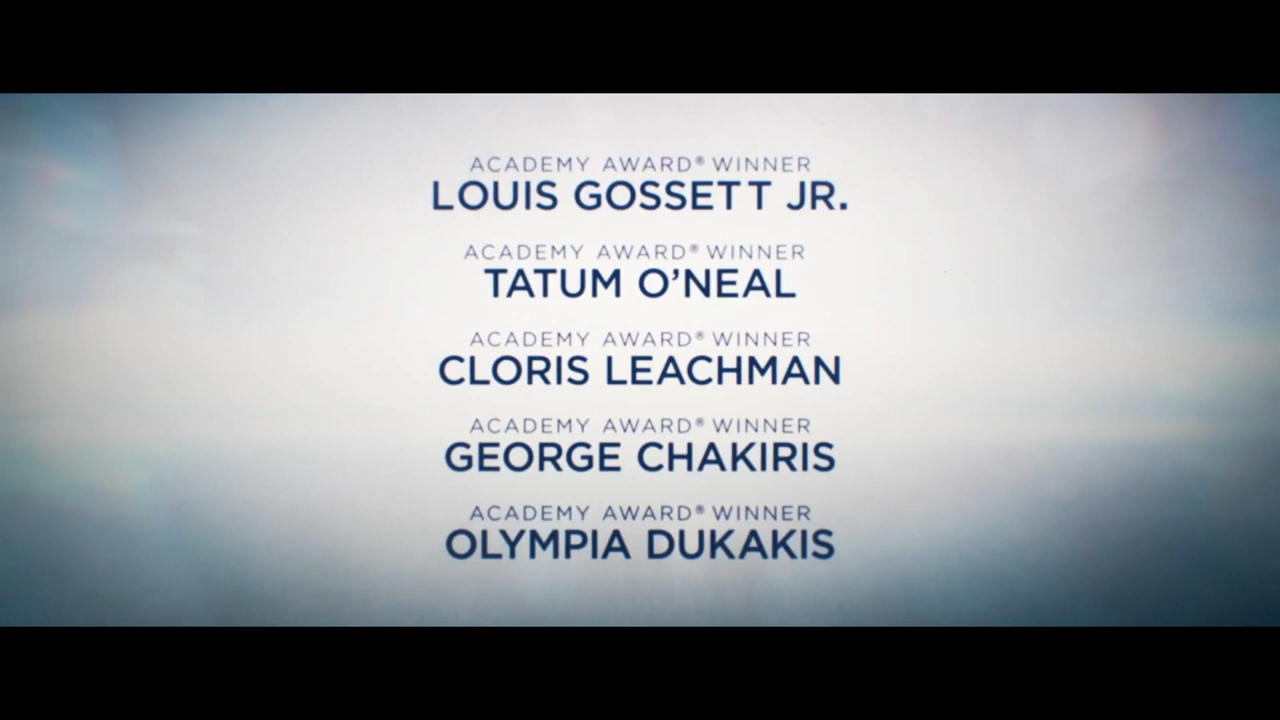 ACADEMY AWARD® WINNER
LOUIS GOSSETT JR.
ACADEMY AWARD® WINNER
TATUM O'NEAL
ACADEMY AWARD® WINNER
CLORIS LEACHMAN
ACADEMY AWARD® WINNER
GEORGE CHAKIRIS
ACADEMY AWARD® WINNER
OLYMPIA DUKAKIS